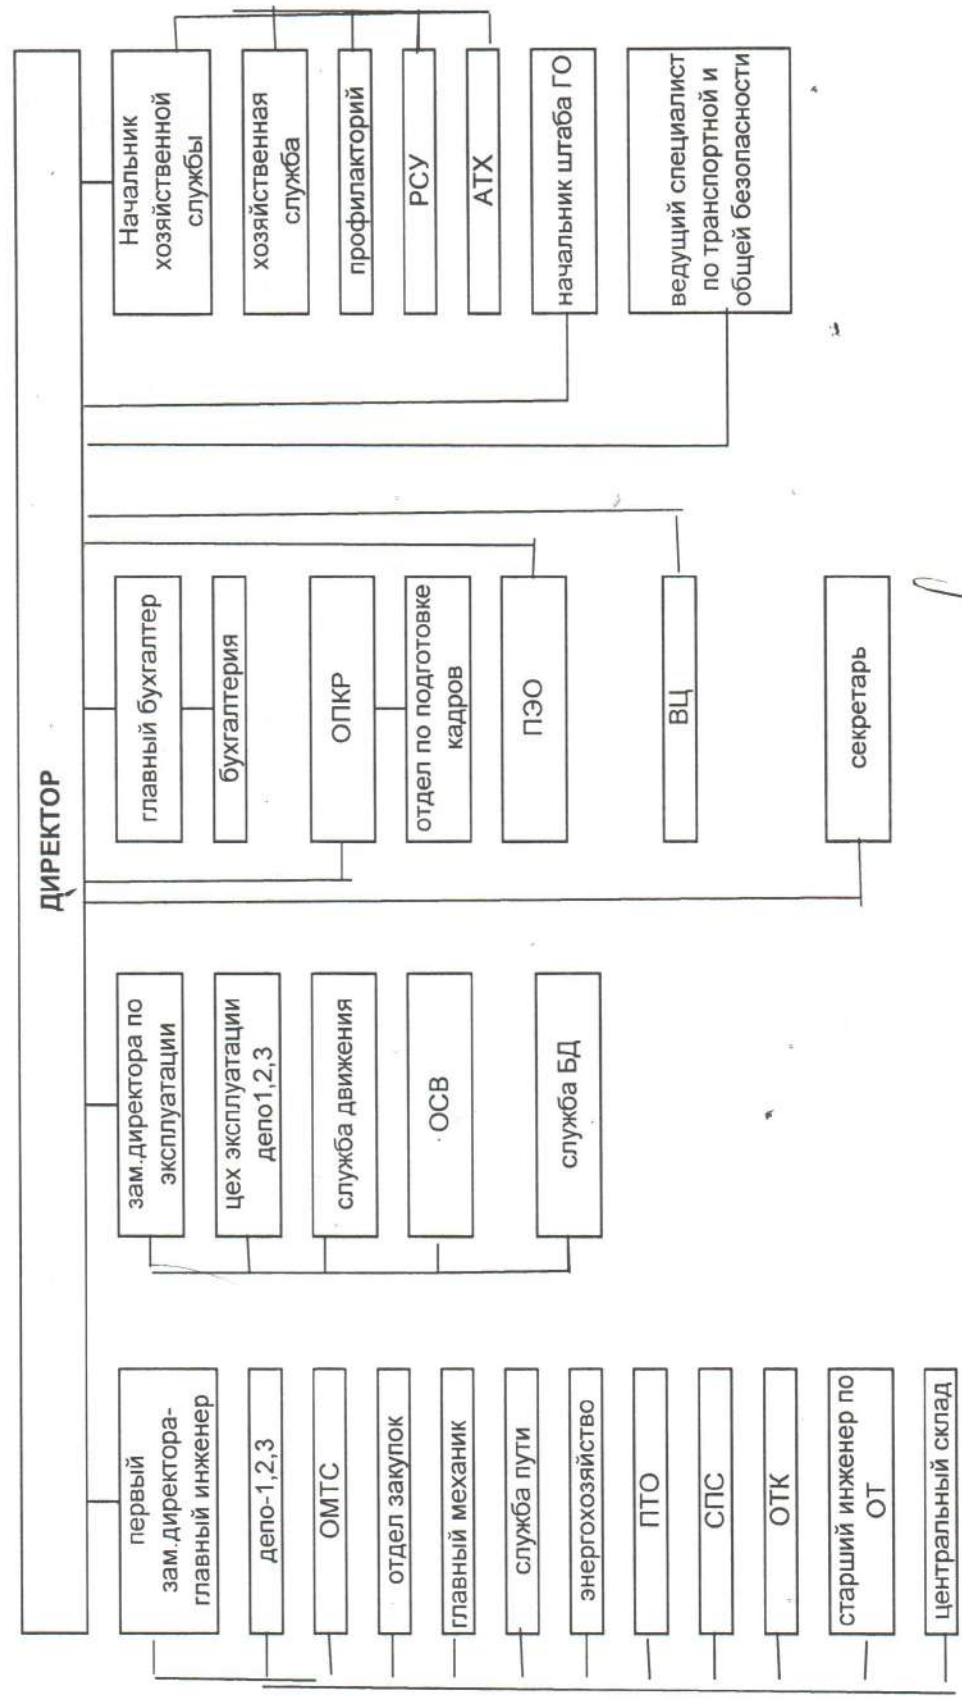 ДИРЕКТОР
первый
зам.директора-
главный инженер
депо-1,2,3
ОМТС
отдел закупок
главный механик
служба пути
энергохозяйство
ПТО
СПС
ОТК
старший инженер по
ОТ
центральный склад
зам.директора по
эксплуатации
цех эксплуатации
депо1,2,3
служба движения
ОСВ
служба БД
главный бухгалтер
бухгалтерия
ОПКР
отдел по подготовке
кадров
ПЭО
ВЦ
секретарь
Начальник
хозяйственной
службы
хозяйственная
служба
профилакторий
РСУ
АТХ
начальник штаба ГО
ведущий специалист
по транспортной и
общей безопасности